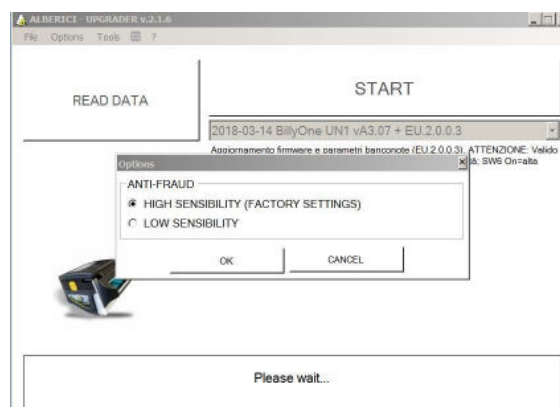 ALBERICI - UPGRADER v.2.1.6
File Options Tools ?
READ DATA
START
2018-03-14 BillyOne UN1 vA3.07 + EU.2.0.0.3
Aggiornamento firmware e parametri banconote (EU.2.0.0.3). ATTENZIONE: Valido
SW6 On=alta
Options
ANTI-FRAUD
HIGH SENSIBILITY (FACTORY SETTINGS)
LOW SENSIBILITY
OK CANCEL
Please wait...